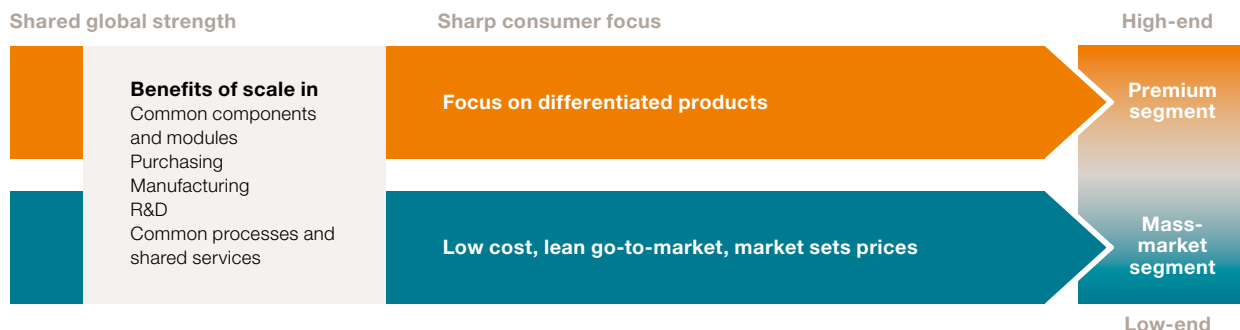 Shared global strength
Sharp consumer focus
High-end
Benefits of scale in
Common components
and modules
Purchasing
Manufacturing
R&D
Common processes and
shared services
Focus on differentiated products
Premium
segment
Low cost, lean go-to-market, market sets prices
Mass-
market
segment
Low-end